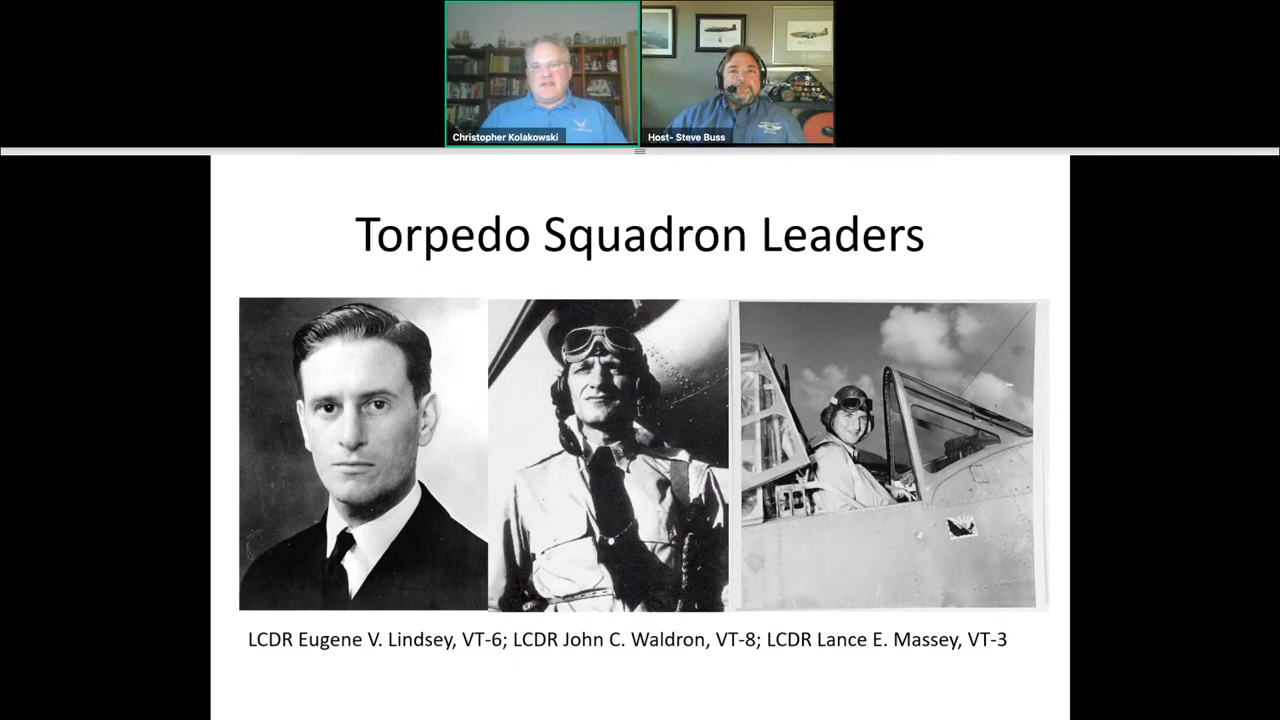 Christopher Kolakowski
Host- Steve Buss
Torpedo Squadron Leaders
LCDR Eugene V. Lindsey, VT-6; LCDR John C. Waldron, VT-8; LCDR Lance E. Massey, VT-3